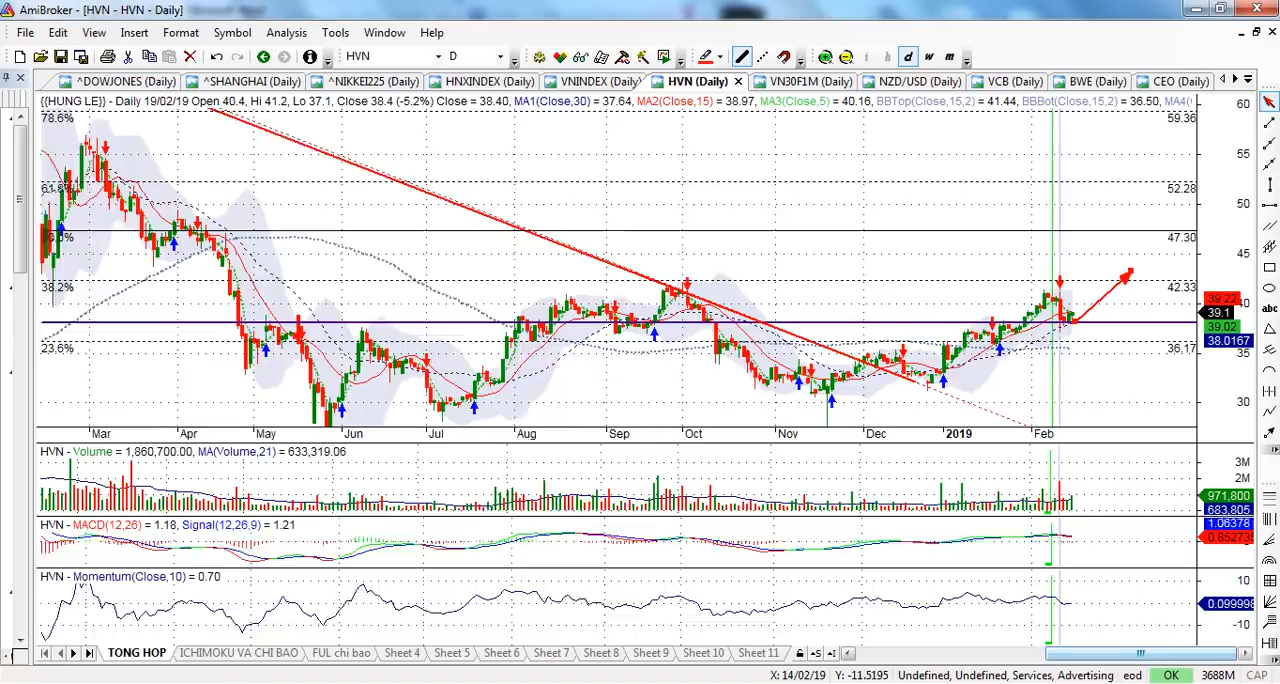 AmiBroker - [HVN - HVN - Daily]
File Edit View Insert Format Symbol Analysis Tools Window Help
HVN D i h d w m
^DOWJONES (Daily) ^SHANGHAI (Daily) ^NIKKEI225 (Daily) HNXINDEX (Daily) VNINDEX (Daily) HVN (Daily) VN30F1M (Daily) NZD/USD (Daily) VCB (Daily) BWE (Daily) CEO (Daily)
{{HUNG LE}} - Daily 19/02/19 Open 40.4, Hi 41.2, Lo 37.1, Close 38.4 (-5.2%) Close = 38.40, MA1(Close,30) = 37.64, MA2(Close,15) = 38.97, MA3(Close,5) = 40.16, BBTop(Close,15,2) = 41.44, BBBot(Close,15,2) = 36.50, MA4(
60
78.6% 59.36
55
61.8% 52.28
50
47.30
45
38.2% 42.33
39.22 40
39.1
39.02
38.0167
23.6% 36.17
35
30
Mar Apr May Jun Jul Aug Sep Oct Nov Dec 2019 Feb
HVN - Volume = 1,860,700.00, MA(Volume,21) = 633,319.06
3M
2M
971,800
683,805
HVN - MACD(12,26) = 1.18, Signal(12,26,9) = 1.21
1.06378
0.852735
HVN - Momentum(Close,10) = 0.70
10
0.099998
-10
TONG HOP ICHIMOKU VA CHI BAO FUL chi bao Sheet 4 Sheet 5 Sheet 6 Sheet 7 Sheet 8 Sheet 9 Sheet 10 Sheet 11
X: 14/02/19 Y: -11.5195 Undefined, Undefined, Services, Advertising eod OK 3688M CAP
abc